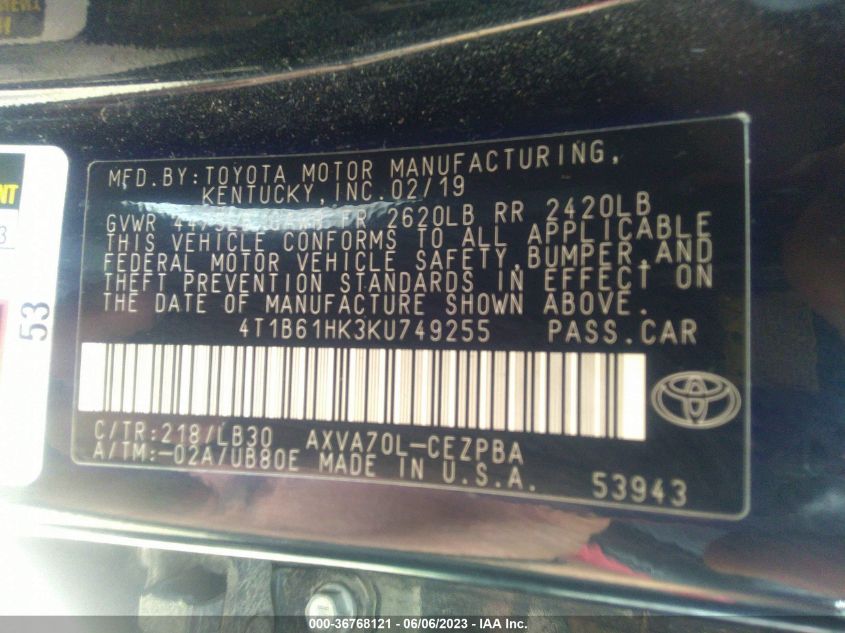 MFD.BY:TOYOTA MOTOR MANUFACTURING,
KENTUCKY,INC.02/19
GVWR FR 2620LB RR 2420LB
THIS VEHICLE CONFORMS TO ALL APPLICABLE
FEDERAL MOTOR VEHICLE SAFETY,BUMPER,AND
THEFT PREVENTION STANDARDS IN EFFECT ON
THE DATE OF MANUFACTURE SHOWN ABOVE.
4T1B61HK3KU749255 PASS.CAR
C/TR:218/LB30 AXVA70L-CEZPBA
A/TM:-02A/UB80E MADE IN U.S.A.
53943
53
000-36768121 - 06/06/2023 - IAA Inc.